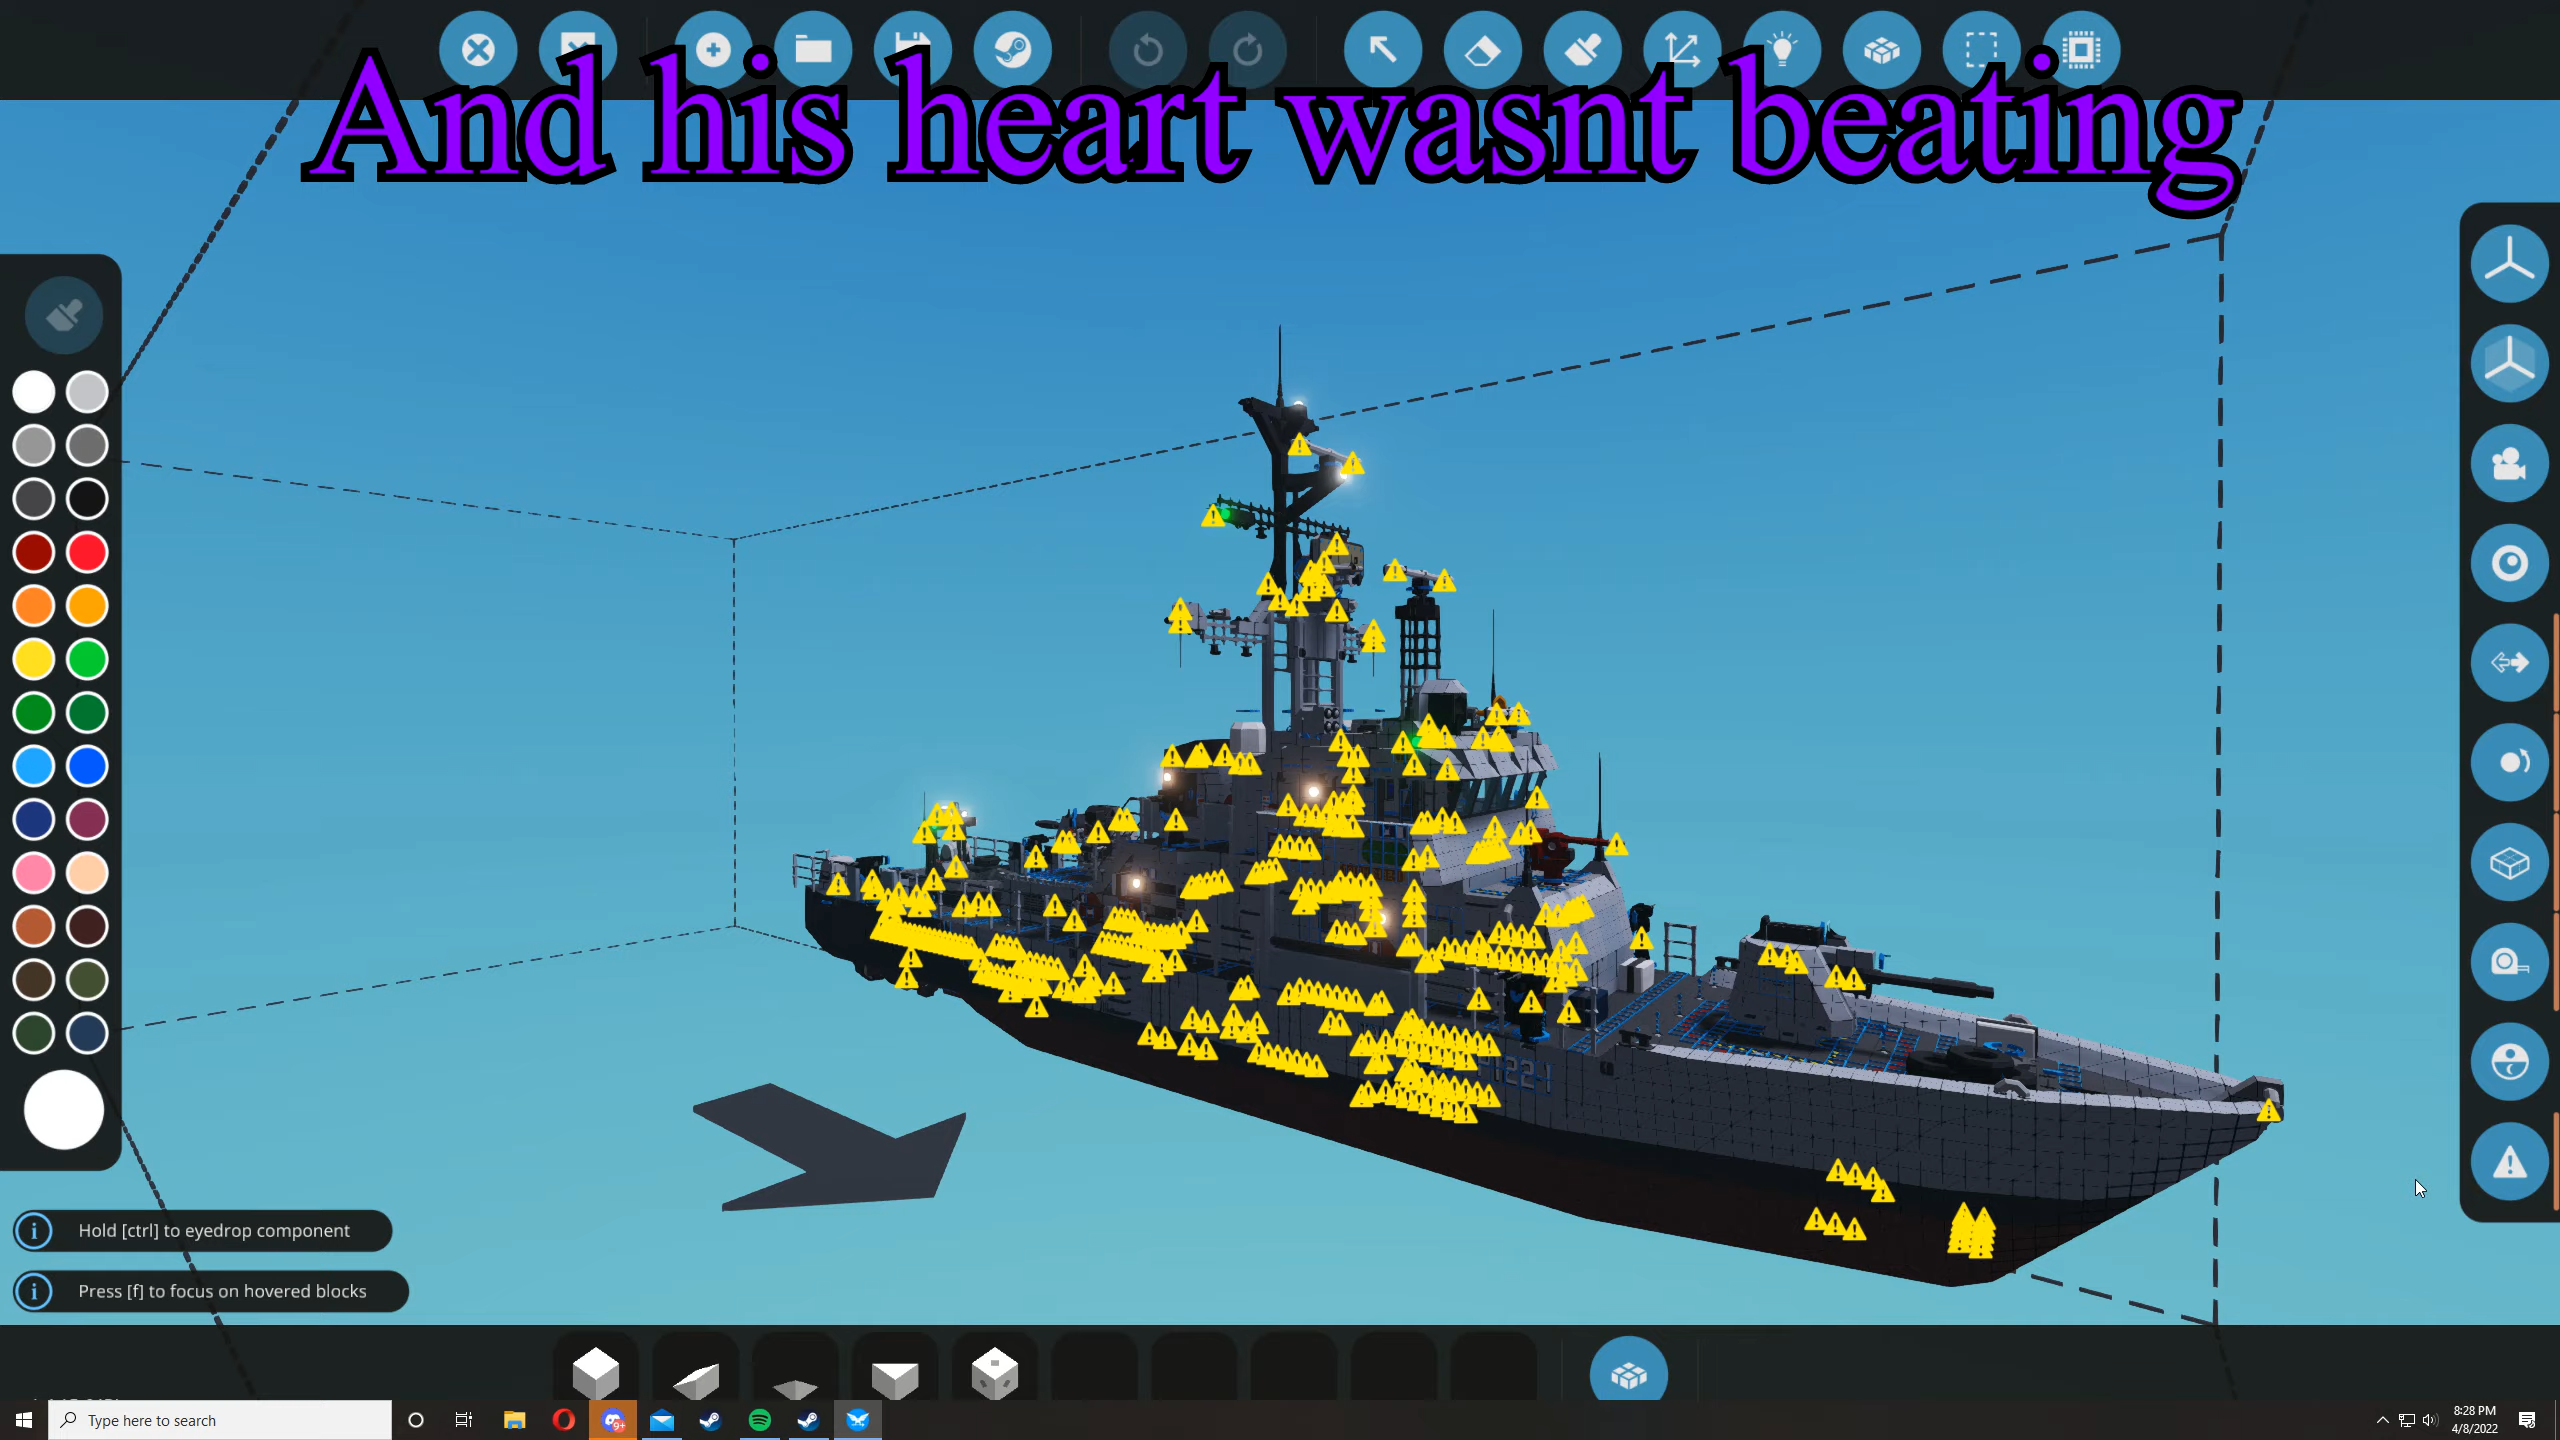 And his heart wasnt beating
Hold [ctrl] to eyedrop component
Press [f] to focus on hovered blocks
Type here to search
9+
8:28 PM
4/8/2022